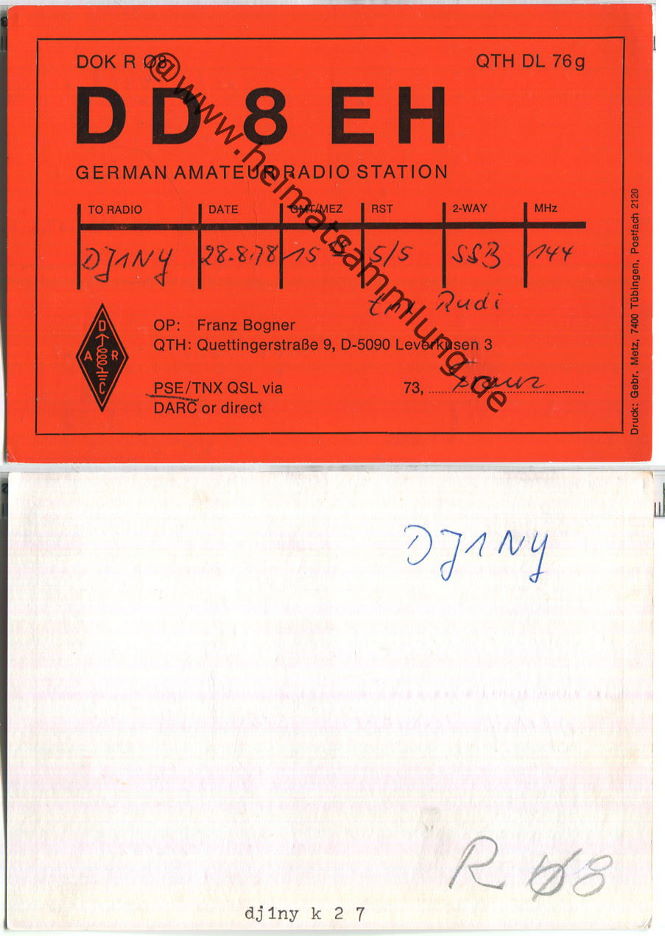 DOK R Ø8 QTH DL 76g
DD8EH
GERMAN AMATEUR RADIO STATION
TO RADIO DATE GMT/MEZ RST 2-WAY MHz
DJ1NY 28.8.78 15 5/5 SSB 144
Rudi
OP: Franz Bogner
QTH: Quettingerstraße 9, D-5090 Leverkusen 3
D
A R
C
PSE/TNX QSL via 73, Franz
DARC or direct
Druck: Gebr. Metz, 7400 Tübingen, Postfach 2120
@www.heimatsammlung.de
DJ1NY
R Ø8
dj1ny k 2 7